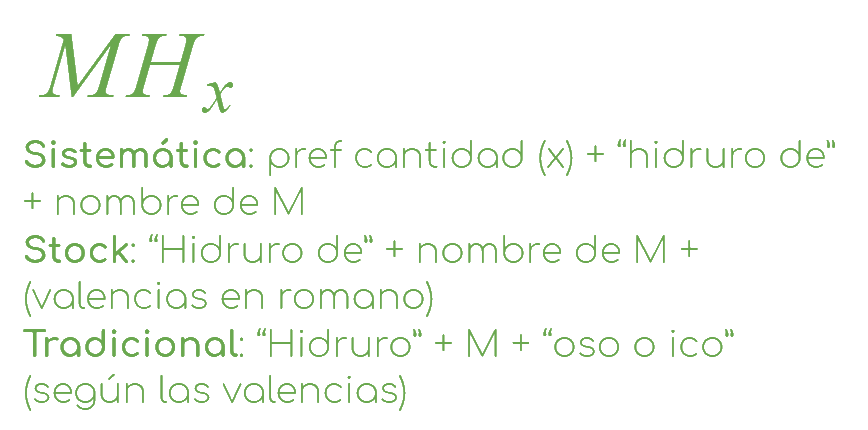 MHₓ
Sistemática: pref cantidad (x) + “hidruro de”
+ nombre de M
Stock: “Hidruro de” + nombre de M +
(valencias en romano)
Tradicional: “Hidruro” + M + “oso o ico”
(según las valencias)